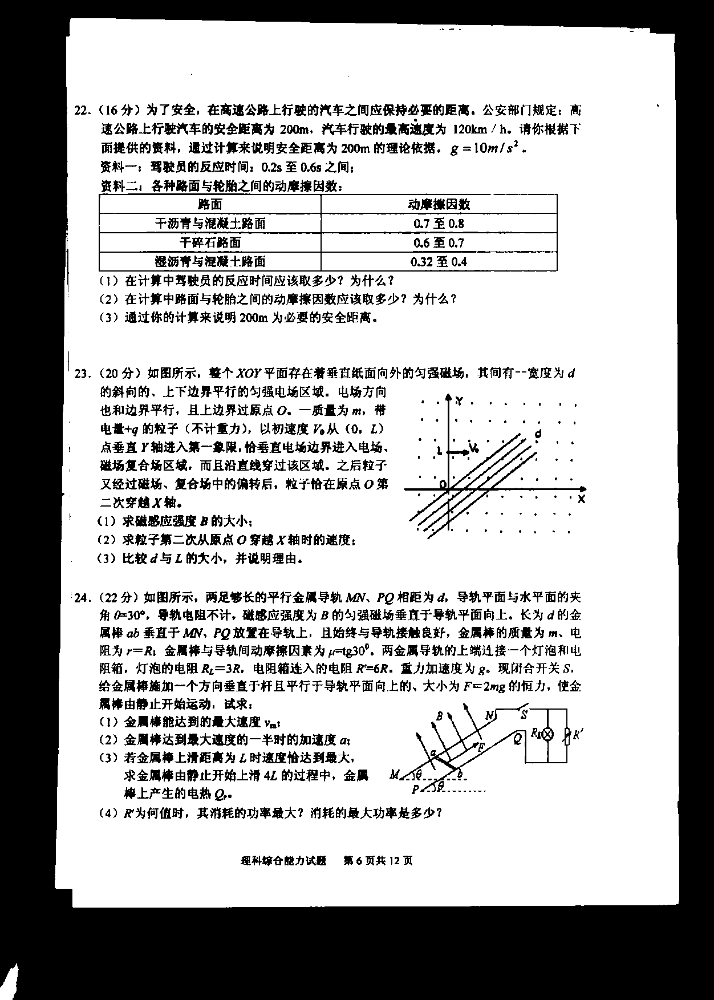 22.（16 分）为了安全，在高速公路上行驶的汽车之间应保持必要的距离。公安部门规定：高
速公路上行驶汽车的安全距离为 200m，汽车行驶的最高速度为 120km / h。请你根据下
面提供的资料，通过计算来说明安全距离为 200m 的理论依据。g =10m/s²。
资料一：驾驶员的反应时间：0.2s 至 0.6s 之间；
资料二：各种路面与轮胎之间的动摩擦因数：
路面 动摩擦因数
干沥青与混凝土路面 0.7 至 0.8
干碎石路面 0.6 至 0.7
湿沥青与混凝土路面 0.32 至 0.4
（1）在计算中驾驶员的反应时间应该取多少？为什么？
（2）在计算中路面与轮胎之间的动摩擦因数应该取多少？为什么？
（3）通过你的计算来说明 200m 为必要的安全距离。
23.（20 分）如图所示，整个 XOY 平面存在着垂直纸面向外的匀强磁场，其间有一宽度为 d
的斜向的、上下边界平行的匀强电场区域。电场方向
也和边界平行，且上边界过原点 O。一质量为 m，带
电量+q 的粒子（不计重力），以初速度 V₀从（0，L）
点垂直 Y 轴进入第一象限，恰垂直电场边界进入电场、
磁场复合场区域，而且沿直线穿过该区域。之后粒子
又经过磁场、复合场中的偏转后，粒子恰在原点 O 第
二次穿越 X 轴。
（1）求磁感应强度 B 的大小；
（2）求粒子第二次从原点 O 穿越 X 轴时的速度；
（3）比较 d 与 L 的大小，并说明理由。
Y
d
L V₀
O
X
24.（22 分）如图所示，两足够长的平行金属导轨 MN、PQ 相距为 d，导轨平面与水平面的夹
角 θ=30°，导轨电阻不计，磁感应强度为 B 的匀强磁场垂直于导轨平面向上。长为 d 的金
属棒 ab 垂直于 MN、PQ 放置在导轨上，且始终与导轨接触良好，金属棒的质量为 m、电
阻为 r＝R；金属棒与导轨间动摩擦因素为 μ=tg30⁰。两金属导轨的上端连接一个灯泡和电
阻箱，灯泡的电阻 R_L＝3R，电阻箱连入的电阻 R′=6R。重力加速度为 g。现闭合开关 S，
给金属棒施加一个方向垂直于杆且平行于导轨平面向上的、大小为 F＝2mg 的恒力，使金
属棒由静止开始运动，试求：
（1）金属棒能达到的最大速度 vₘ；
（2）金属棒达到最大速度的一半时的加速度 a；
（3）若金属棒上滑距离为 L 时速度恰达到最大，
求金属棒由静止开始上滑 4L 的过程中，金属
棒上产生的电热 Qᵣ。
（4）R′为何值时，其消耗的功率最大？消耗的最大功率是多少？
B N S
Q R_L R′
a F
M θ b
P θ
理科综合能力试题 第 6 页共 12 页